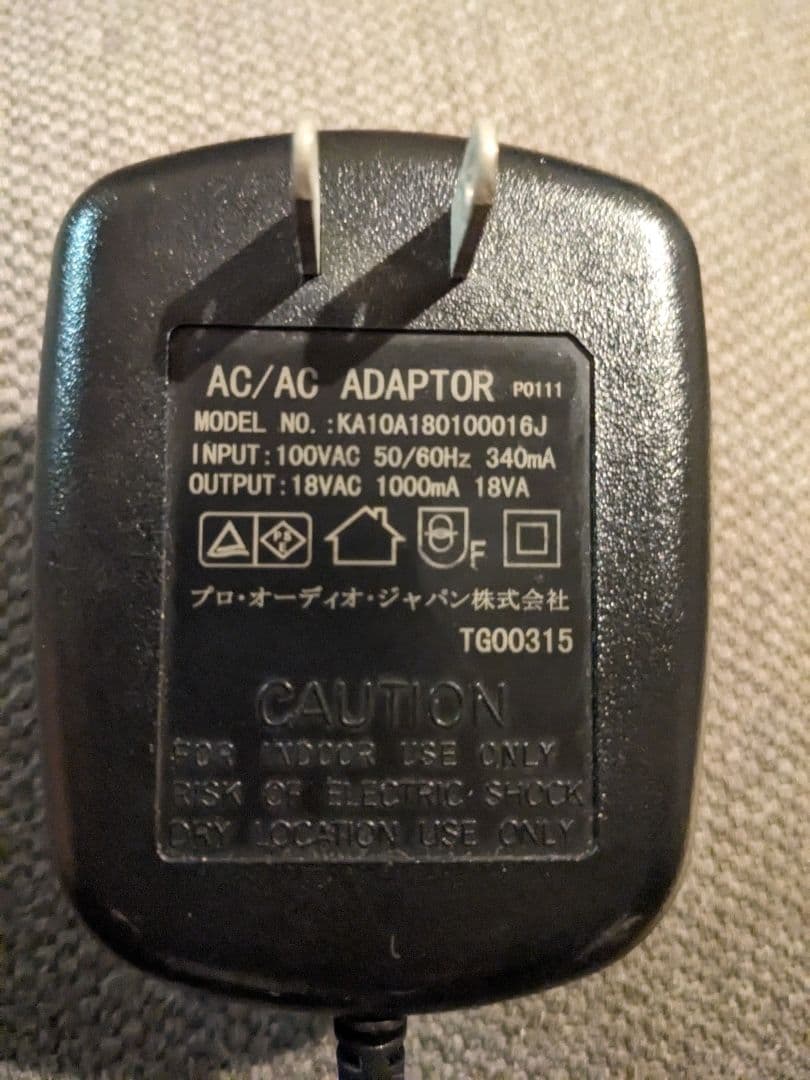 AC/AC ADAPTOR P0111
MODEL NO.:KA10A180100016J
INPUT:100VAC 50/60Hz 340mA
OUTPUT:18VAC 1000mA 18VA
PSE F
プロ・オーディオ・ジャパン株式会社
TG00315
CAUTION
FOR INDOOR USE ONLY
RISK OF ELECTRIC SHOCK
DRY LOCATION USE ONLY